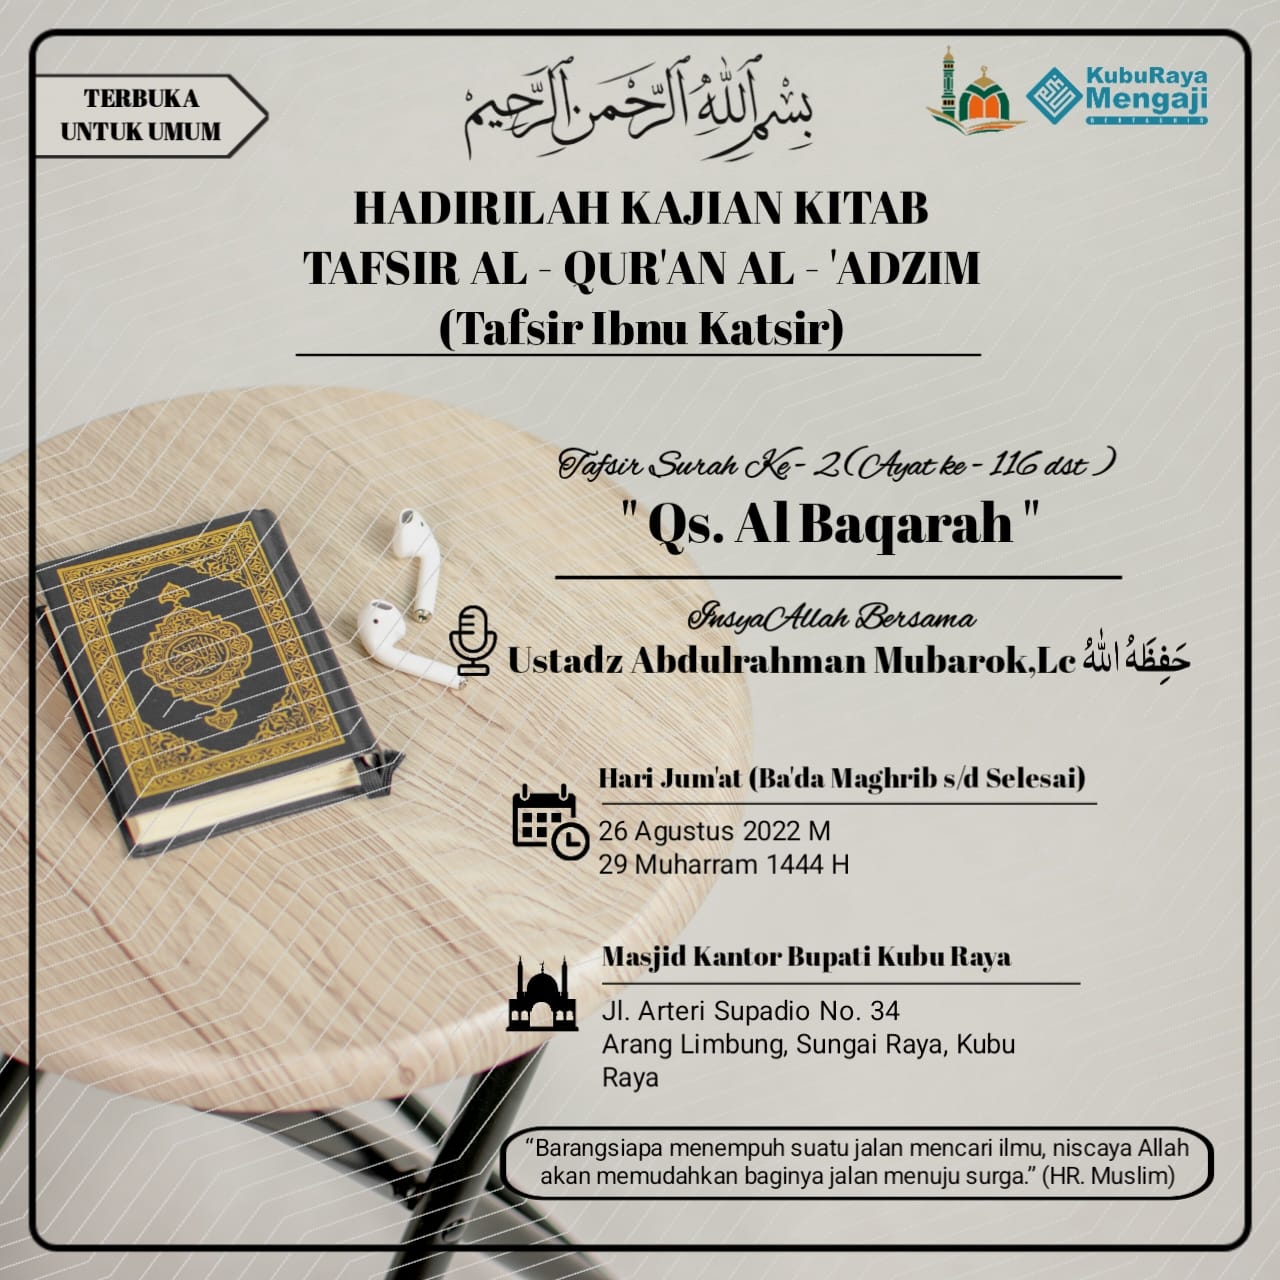 TERBUKA
UNTUK UMUM
بِسْمِ اللَّهِ الرَّحْمَنِ الرَّحِيمِ
KubuRaya
Mengaji
HADIRILAH KAJIAN KITAB
TAFSIR AL - QUR'AN AL - 'ADZIM
(Tafsir Ibnu Katsir)
Tafsir Surah Ke - 2 (Ayat ke - 116 dst )
" Qs. Al Baqarah "
InsyaAllah Bersama
Ustadz Abdulrahman Mubarok,Lc حَفِظَهُ اللهُ
Hari Jum'at (Ba'da Maghrib s/d Selesai)
26 Agustus 2022 M
29 Muharram 1444 H
Masjid Kantor Bupati Kubu Raya
Jl. Arteri Supadio No. 34
Arang Limbung, Sungai Raya, Kubu
Raya
“Barangsiapa menempuh suatu jalan mencari ilmu, niscaya Allah
akan memudahkan baginya jalan menuju surga.” (HR. Muslim)